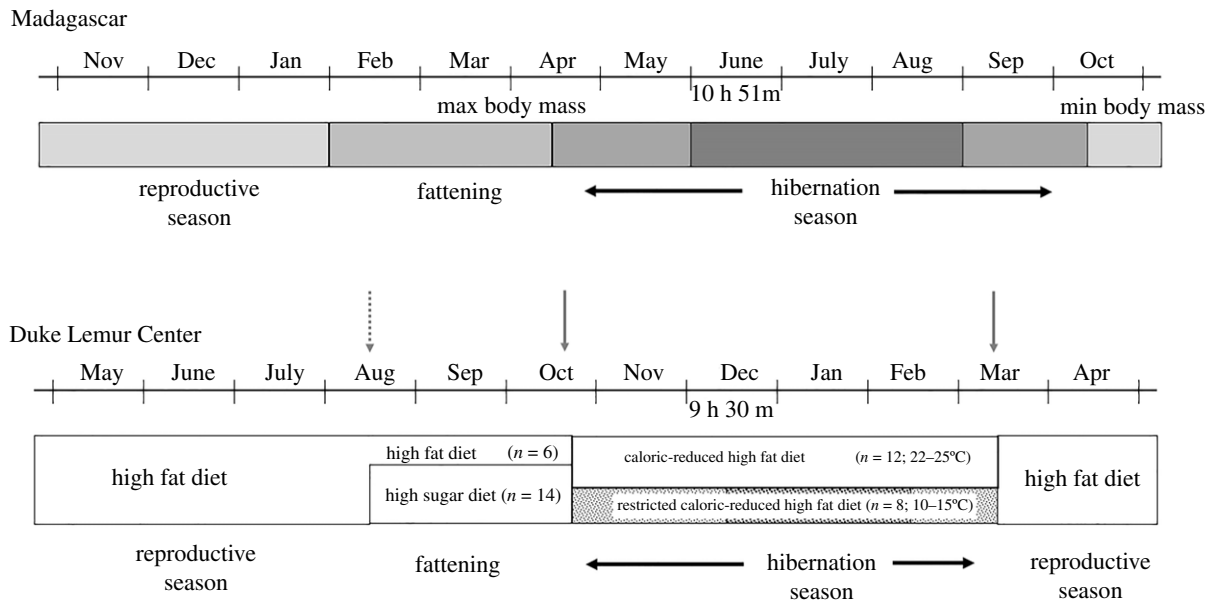 Madagascar
Nov Dec Jan Feb Mar Apr May June July Aug Sep Oct
10 h 51m
max body mass
min body mass
reproductive
season
fattening
hibernation
season
Duke Lemur Center
May June July Aug Sep Oct Nov Dec Jan Feb Mar Apr
9 h 30 m
high fat diet
high fat diet (n = 6)
high sugar diet (n = 14)
caloric-reduced high fat diet (n = 12; 22–25ºC)
restricted caloric-reduced high fat diet (n = 8; 10–15ºC)
high fat diet
reproductive
season
fattening
hibernation
season
reproductive
season